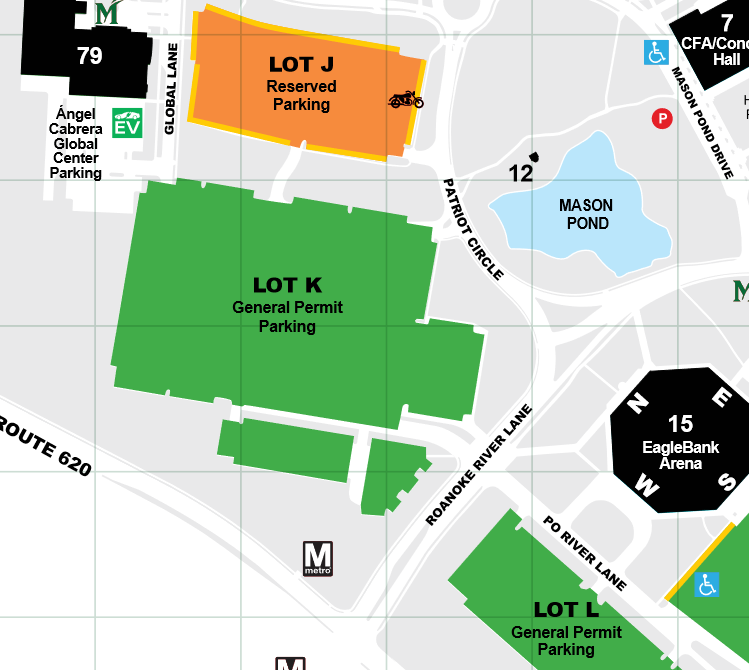 M
7
CFA/Conc
Hall
79
LOT J
Reserved
Parking
GLOBAL LANE
MASON POND DRIVE
P
Ángel
Cabrera
Global
Center
Parking
EV
12
MASON
POND
PATRIOT CIRCLE
LOT K
General Permit
Parking
M
N
E
15
EagleBank
Arena
W
S
ROUTE 620
ROANOKE RIVER LANE
PO RIVER LANE
M
metro
LOT L
General Permit
Parking
M